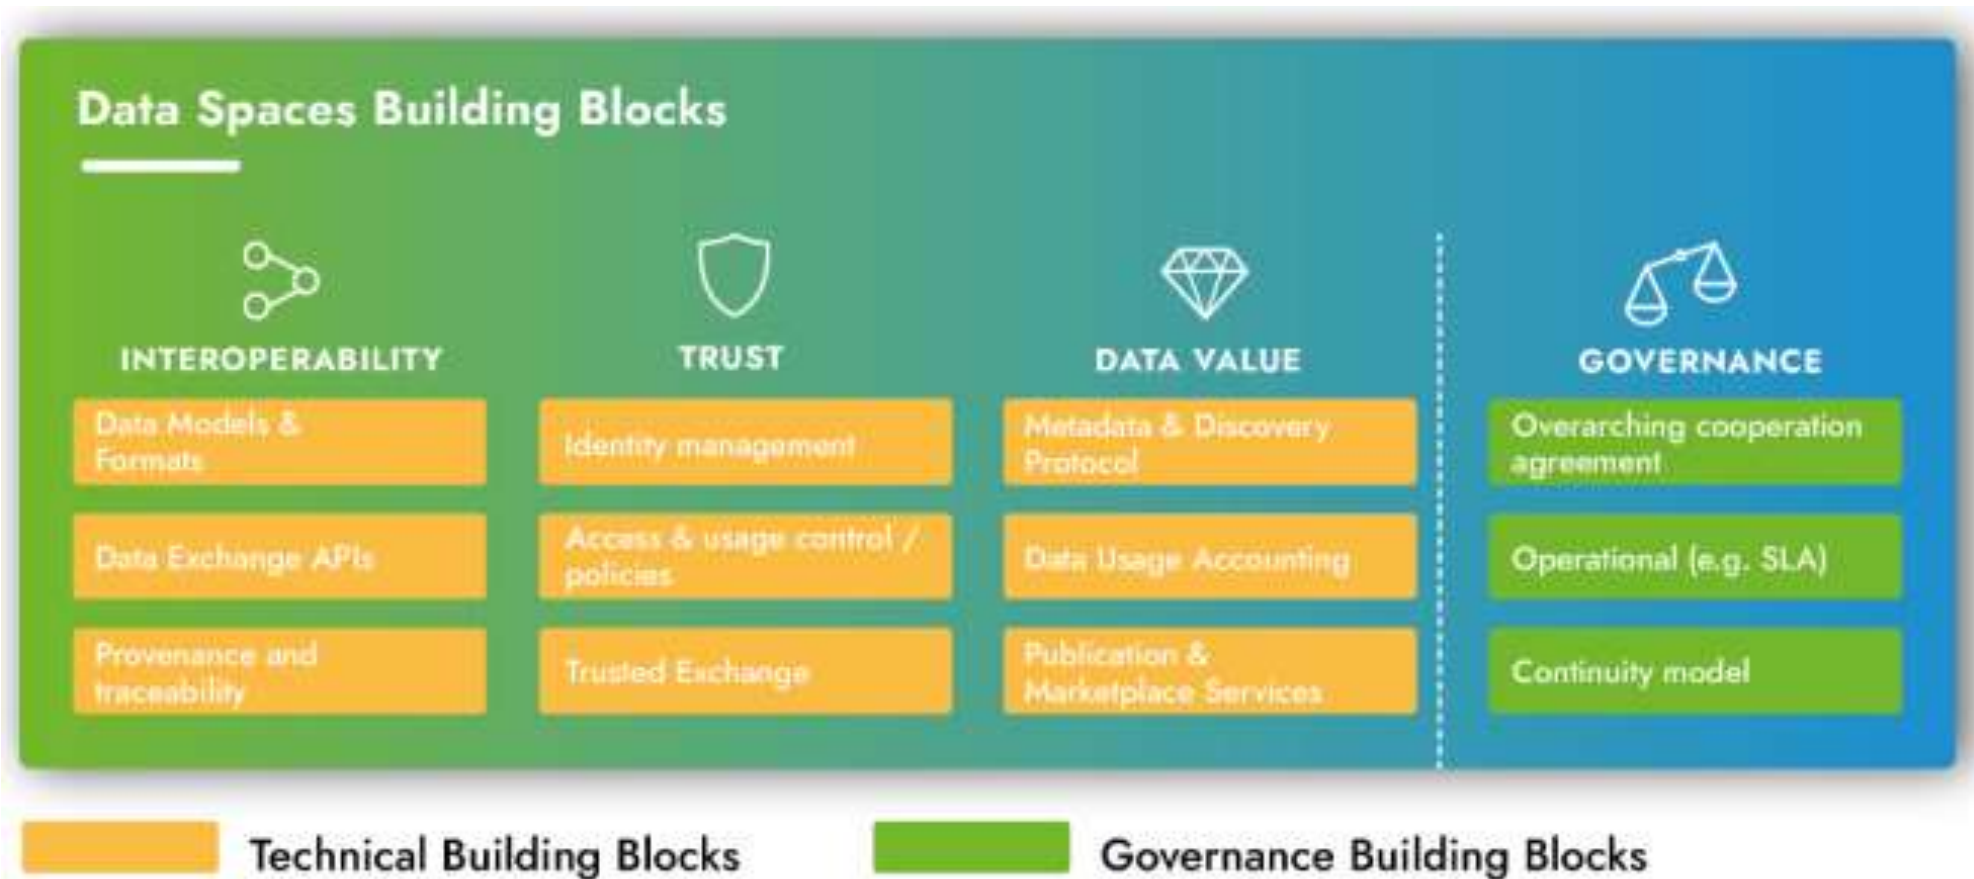 Data Spaces Building Blocks
INTEROPERABILITY
Data Models &
Formats
Data Exchange APIs
Provenance and
traceability
TRUST
Identity management
Access & usage control /
policies
Trusted Exchange
DATA VALUE
Metadata & Discovery
Protocol
Data Usage Accounting
Publication &
Marketplace Services
GOVERNANCE
Overarching cooperation
agreement
Operational (e.g. SLA)
Continuity model
Technical Building Blocks
Governance Building Blocks